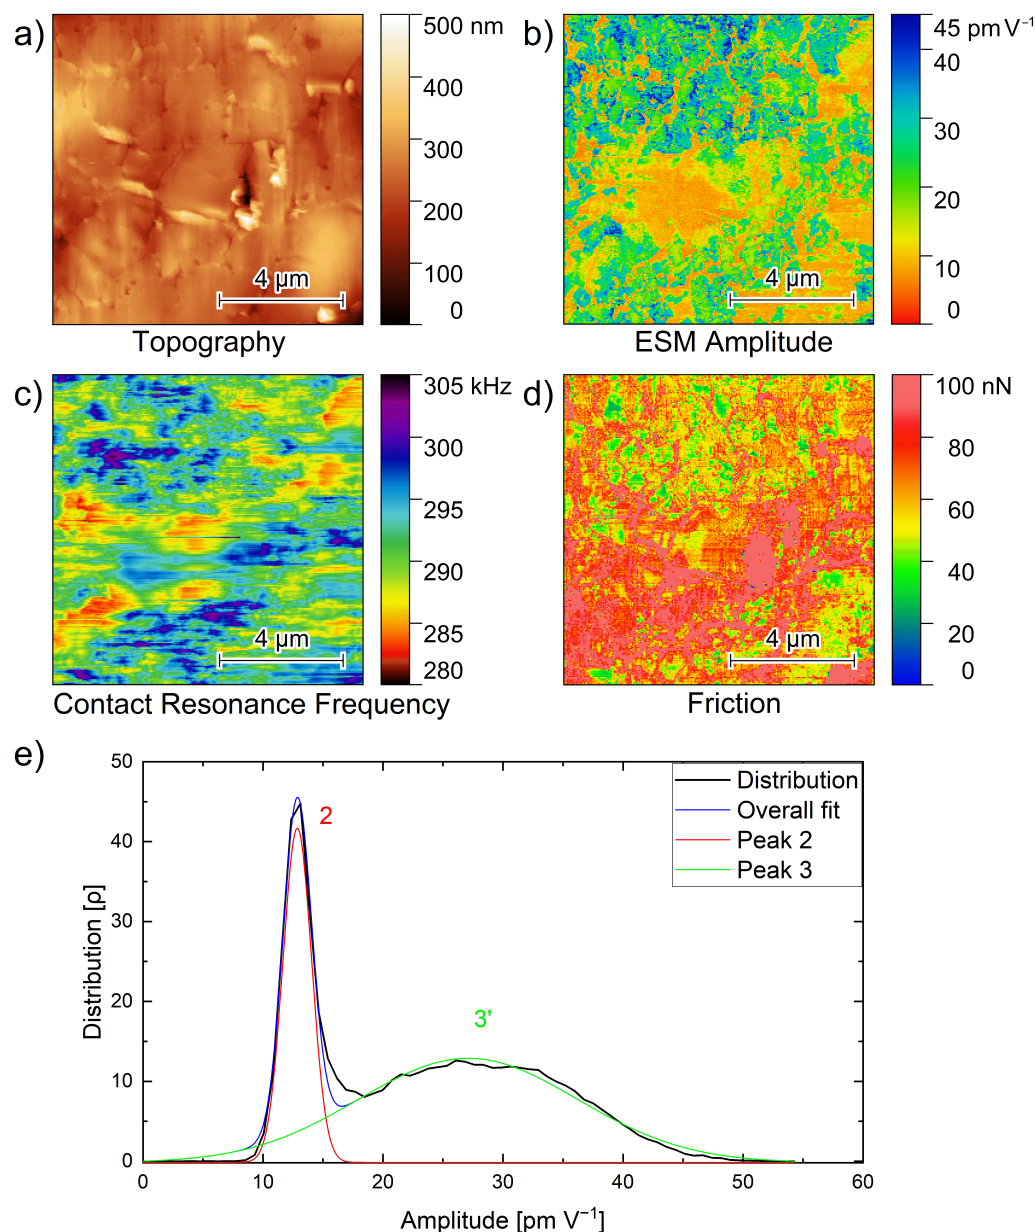 a)
500 nm
400
300
200
100
0
4 µm
Topography
b)
45 pm V⁻¹
40
30
20
10
0
4 µm
ESM Amplitude
c)
305 kHz
300
295
290
285
280
4 µm
Contact Resonance Frequency
d)
100 nN
80
60
40
20
0
4 µm
Friction
e)
50
40
30
20
10
0
Distribution [ρ]
2
3'
Distribution
Overall fit
Peak 2
Peak 3
0 10 20 30 40 50 60
Amplitude [pm V⁻¹]